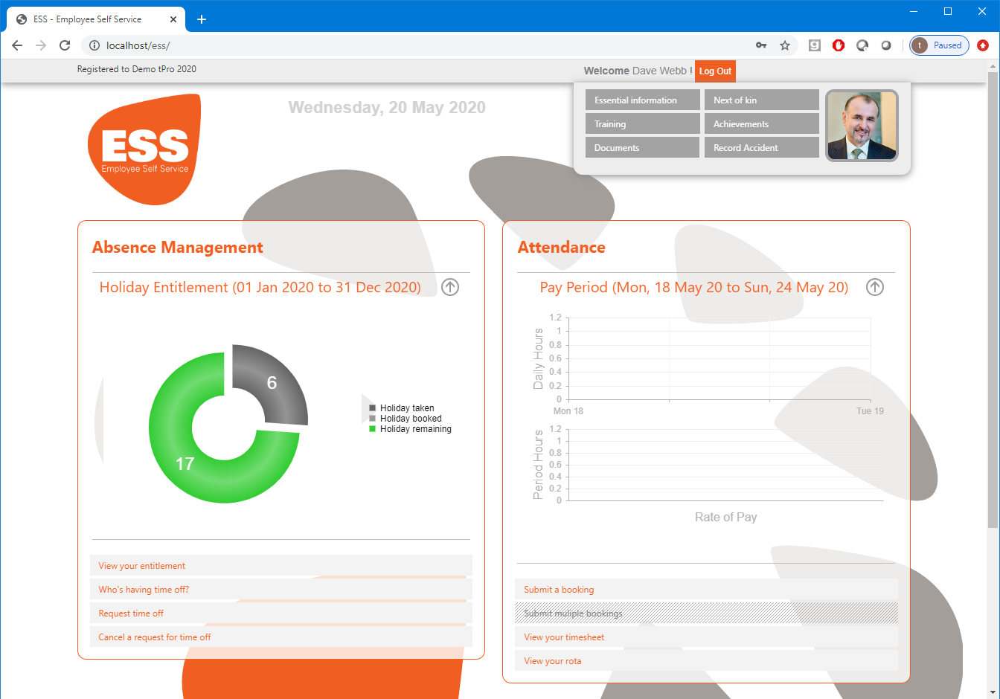 ESS - Employee Self Service
localhost/ess/
t Paused
Registered to Demo tPro 2020
Welcome Dave Webb !
Log Out
Essential information
Next of kin
Training
Achievements
Documents
Record Accident
Wednesday, 20 May 2020
ESS
Employee Self Service
Absence Management
Holiday Entitlement (01 Jan 2020 to 31 Dec 2020)
6
17
Holiday taken
Holiday booked
Holiday remaining
View your entitlement
Who's having time off?
Request time off
Cancel a request for time off
Attendance
Pay Period (Mon, 18 May 20 to Sun, 24 May 20)
Daily Hours
1.2
1
0.8
0.6
0.4
0.2
0
Mon 18
Tue 19
Period Hours
1.2
1
0.8
0.6
0.4
0.2
0
Rate of Pay
Submit a booking
Submit muliple bookings
View your timesheet
View your rota